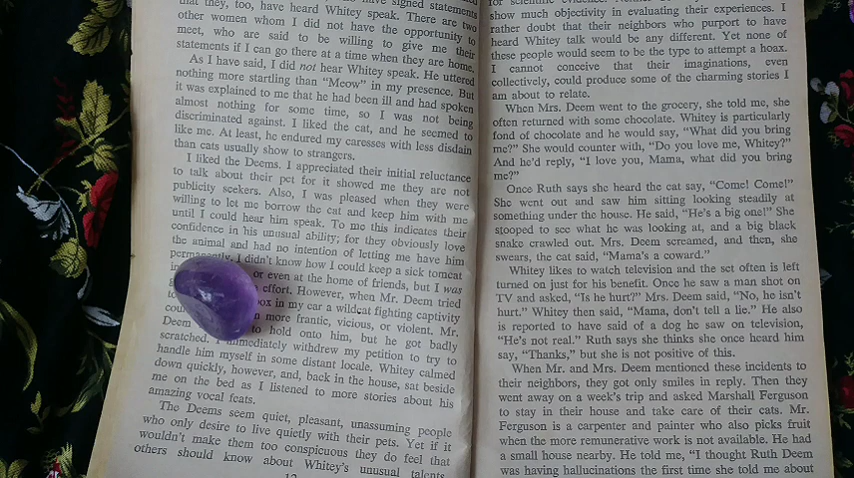 have signed statements
that they, too, have heard Whitey speak. There are two
other women whom I did not have the opportunity to
meet, who are said to be willing to give me their
statements if I can go there at a time when they are home.
As I have said, I did not hear Whitey speak. He uttered
nothing more startling than "Meow" in my presence. But
it was explained to me that he had been ill and had spoken
almost nothing for some time, so I was not being
discriminated against. I liked the cat, and he seemed to
like me. At least, he endured my caresses with less disdain
than cats usually show to strangers.
I liked the Deems. I appreciated their initial reluctance
to talk about their pet for it showed me they are not
publicity seekers. Also, I was pleased when they were
willing to let me borrow the cat and keep him with me
until I could hear him speak. To me this indicates their
confidence in his unusual ability; for they obviously love
the animal and had no intention of letting me have him
permanently. I didn't know how I could keep a sick tomcat
or even at the home of friends, but I was
effort. However, when Mr. Deem tried
box in my car a wildcat fighting captivity
more frantic, vicious, or violent. Mr.
Deem to hold onto him, but he got badly
scratched. I immediately withdrew my petition to try to
handle him myself in some distant locale. Whitey calmed
down quickly, however, and, back in the house, sat beside
me on the bed as I listened to more stories about his
amazing vocal feats.
The Deems seem quiet, pleasant, unassuming people
who only desire to live quietly with their pets. Yet if it
wouldn't make them too conspicuous they do feel that
others should know about Whitey's unusual talents.
for scientific evidence.
show much objectivity in evaluating their experiences. I
rather doubt that their neighbors who purport to have
heard Whitey talk would be any different. Yet none of
these people would seem to be the type to attempt a hoax.
I cannot conceive that their imaginations, even
collectively, could produce some of the charming stories I
am about to relate.
When Mrs. Deem went to the grocery, she told me, she
often returned with some chocolate. Whitey is particularly
fond of chocolate and he would say, "What did you bring
me?" She would counter with, "Do you love me, Whitey?"
And he'd reply, "I love you, Mama, what did you bring
me?"
Once Ruth says she heard the cat say, "Come! Come!"
She went out and saw him sitting looking steadily at
something under the house. He said, "He's a big one!" She
stooped to see what he was looking at, and a big black
snake crawled out. Mrs. Deem screamed, and then, she
swears, the cat said, "Mama's a coward."
Whitey likes to watch television and the set often is left
turned on just for his benefit. Once he saw a man shot on
TV and asked, "Is he hurt?" Mrs. Deem said, "No, he isn't
hurt." Whitey then said, "Mama, don't tell a lie." He also
is reported to have said of a dog he saw on television,
"He's not real." Ruth says she thinks she once heard him
say, "Thanks," but she is not positive of this.
When Mr. and Mrs. Deem mentioned these incidents to
their neighbors, they got only smiles in reply. Then they
went away on a week's trip and asked Marshall Ferguson
to stay in their house and take care of their cats. Mr.
Ferguson is a carpenter and painter who also picks fruit
when the more remunerative work is not available. He had
a small house nearby. He told me, "I thought Ruth Deem
was having hallucinations the first time she told me about